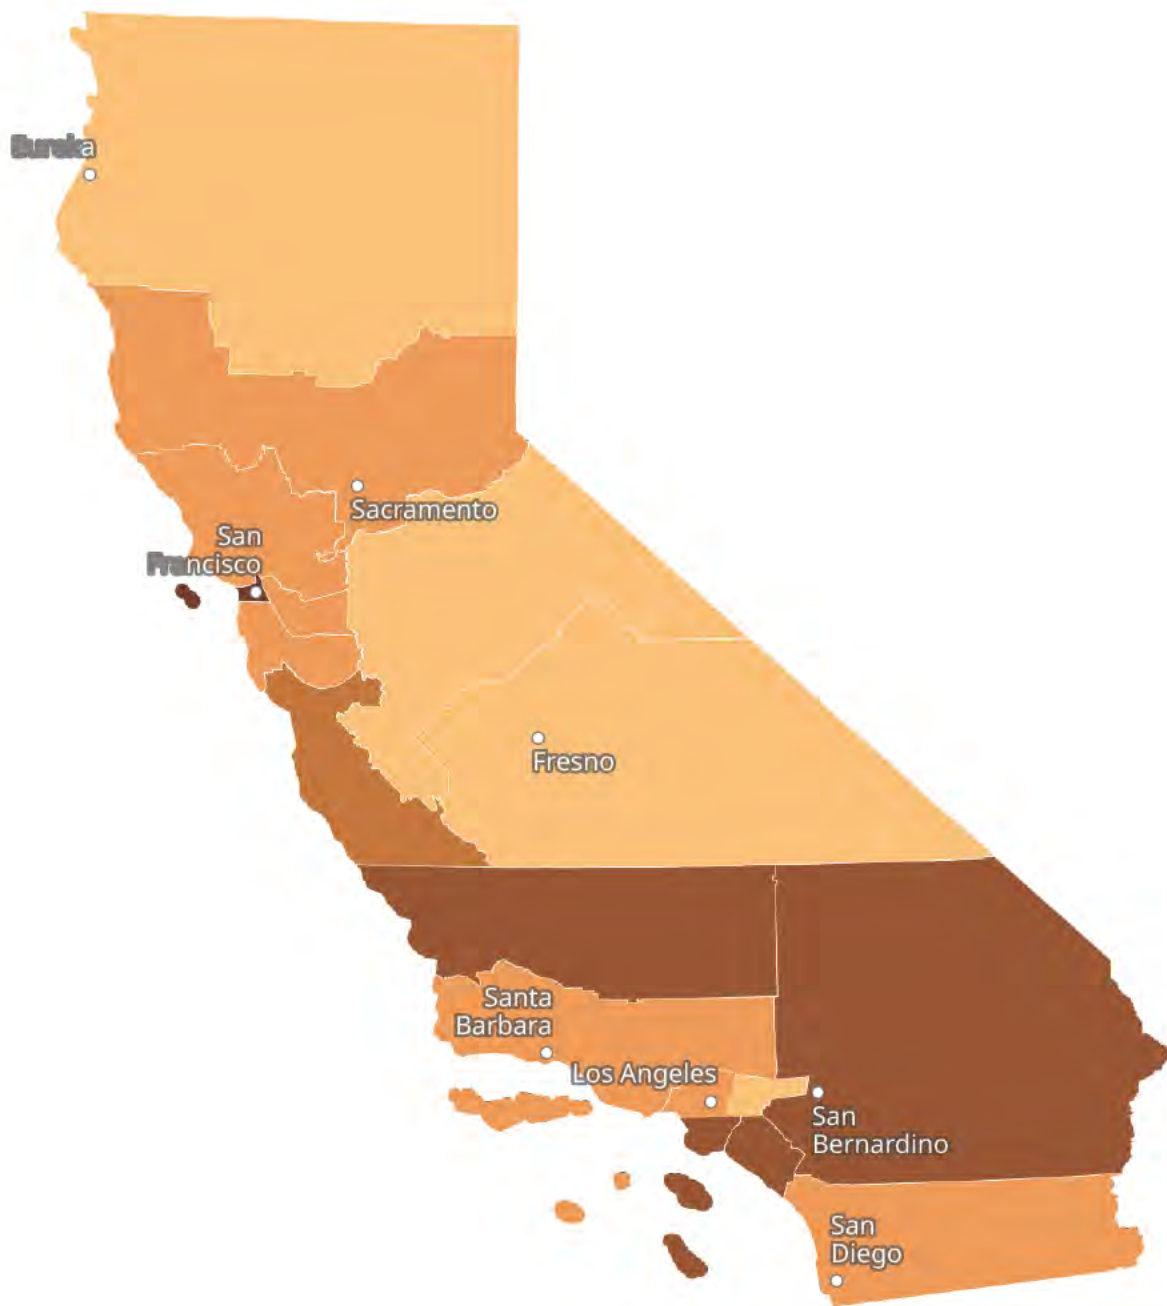 Eureka
Sacramento
San
Francisco
Fresno
Santa
Barbara
Los Angeles
San
Bernardino
San
Diego